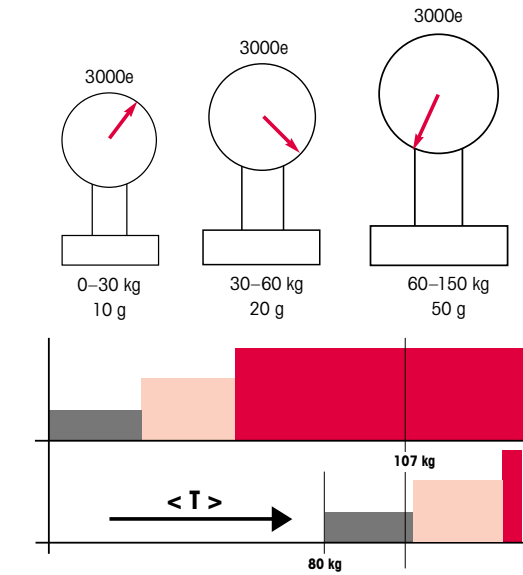 3000e
3000e
3000e
0–30 kg
10 g
30–60 kg
20 g
60–150 kg
50 g
107 kg
< T >
80 kg